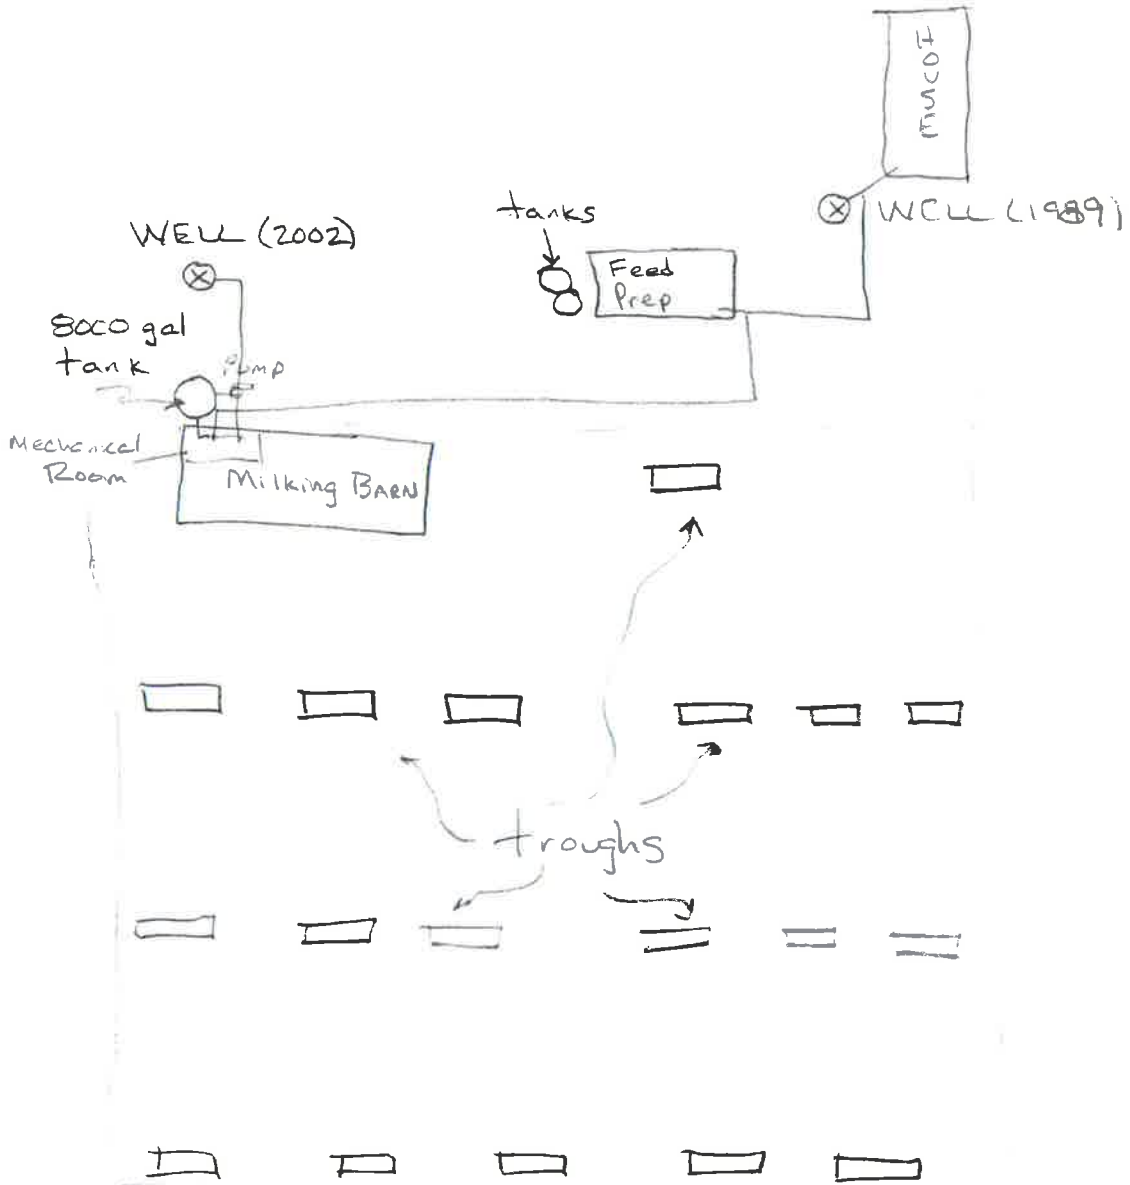 HOUSE
tanks
WELL (1989)
WELL (2002)
Feed
Prep
8000 gal
tank
Pump
Mechanical
Room
Milking BARN
troughs